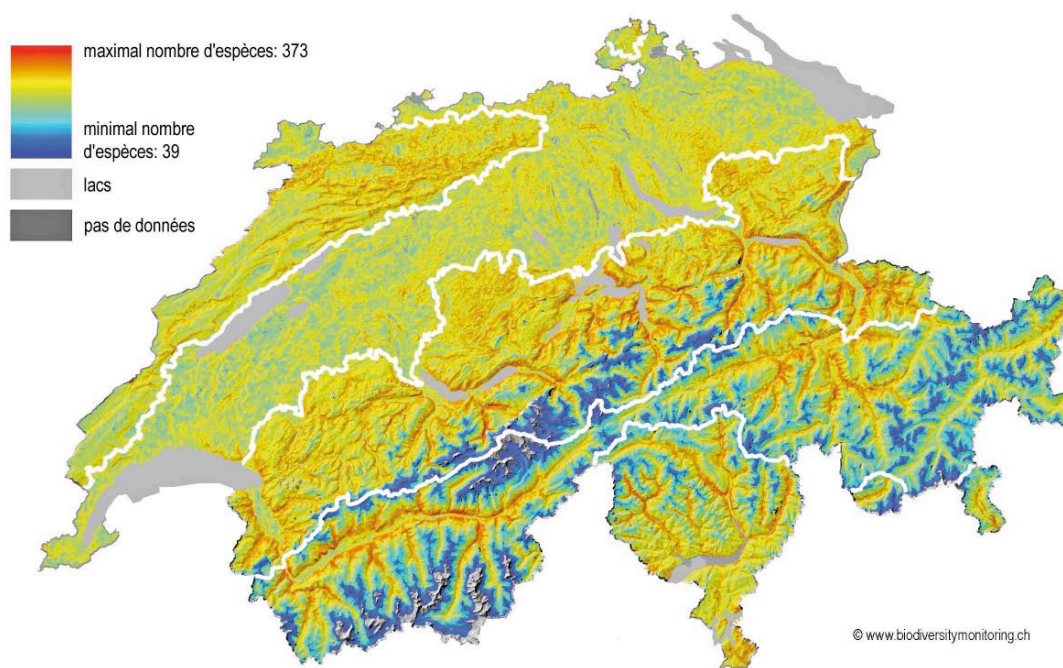 maximal nombre d'espèces: 373
minimal nombre
d'espèces: 39
lacs
pas de données
© www.biodiversitymonitoring.ch